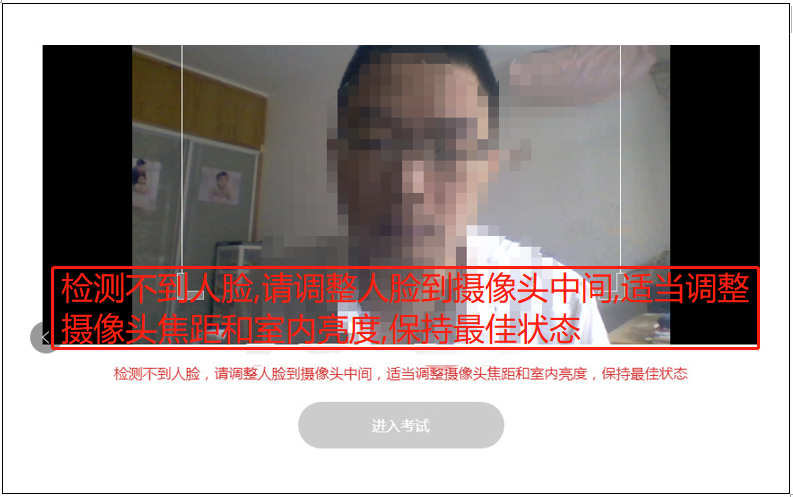 检测不到人脸,请调整人脸到摄像头中间,适当调整
摄像头焦距和室内亮度,保持最佳状态
检测不到人脸，请调整人脸到摄像头中间，适当调整摄像头焦距和室内亮度，保持最佳状态
进入考试